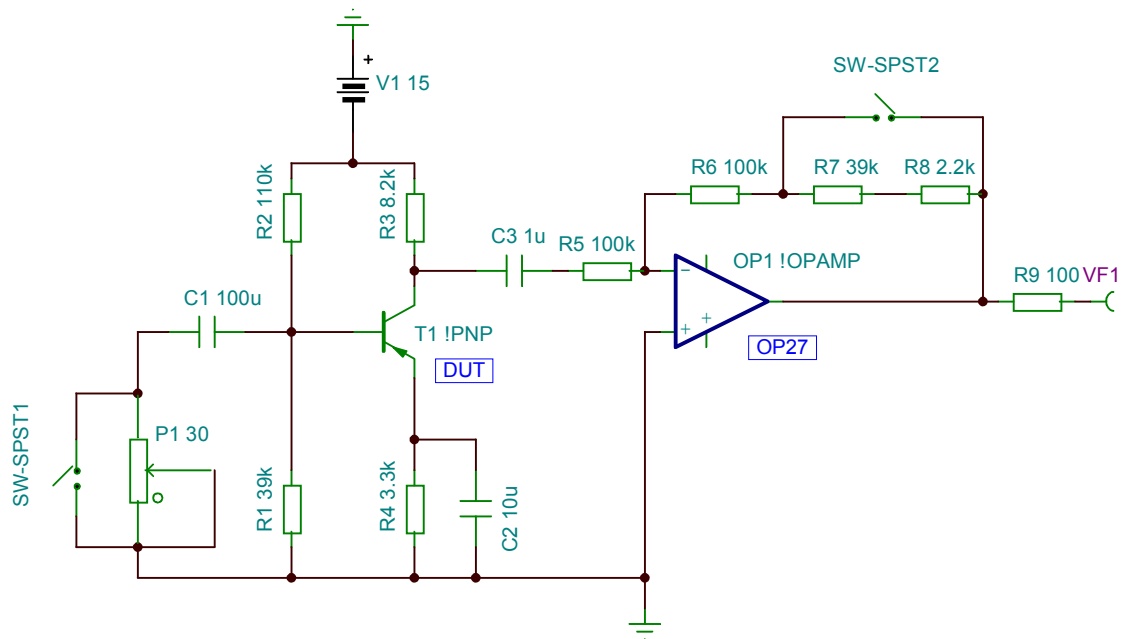 +
V1 15
SW-SPST2
R2 110k
R3 8.2k
R6 100k
R7 39k
R8 2.2k
C3 1u
R5 100k
OP1 !OPAMP
R9 100
VF1
C1 100u
T1 !PNP
−
+
+
OP27
DUT
SW-SPST1
P1 30
R1 39k
R4 3.3k
C2 10u